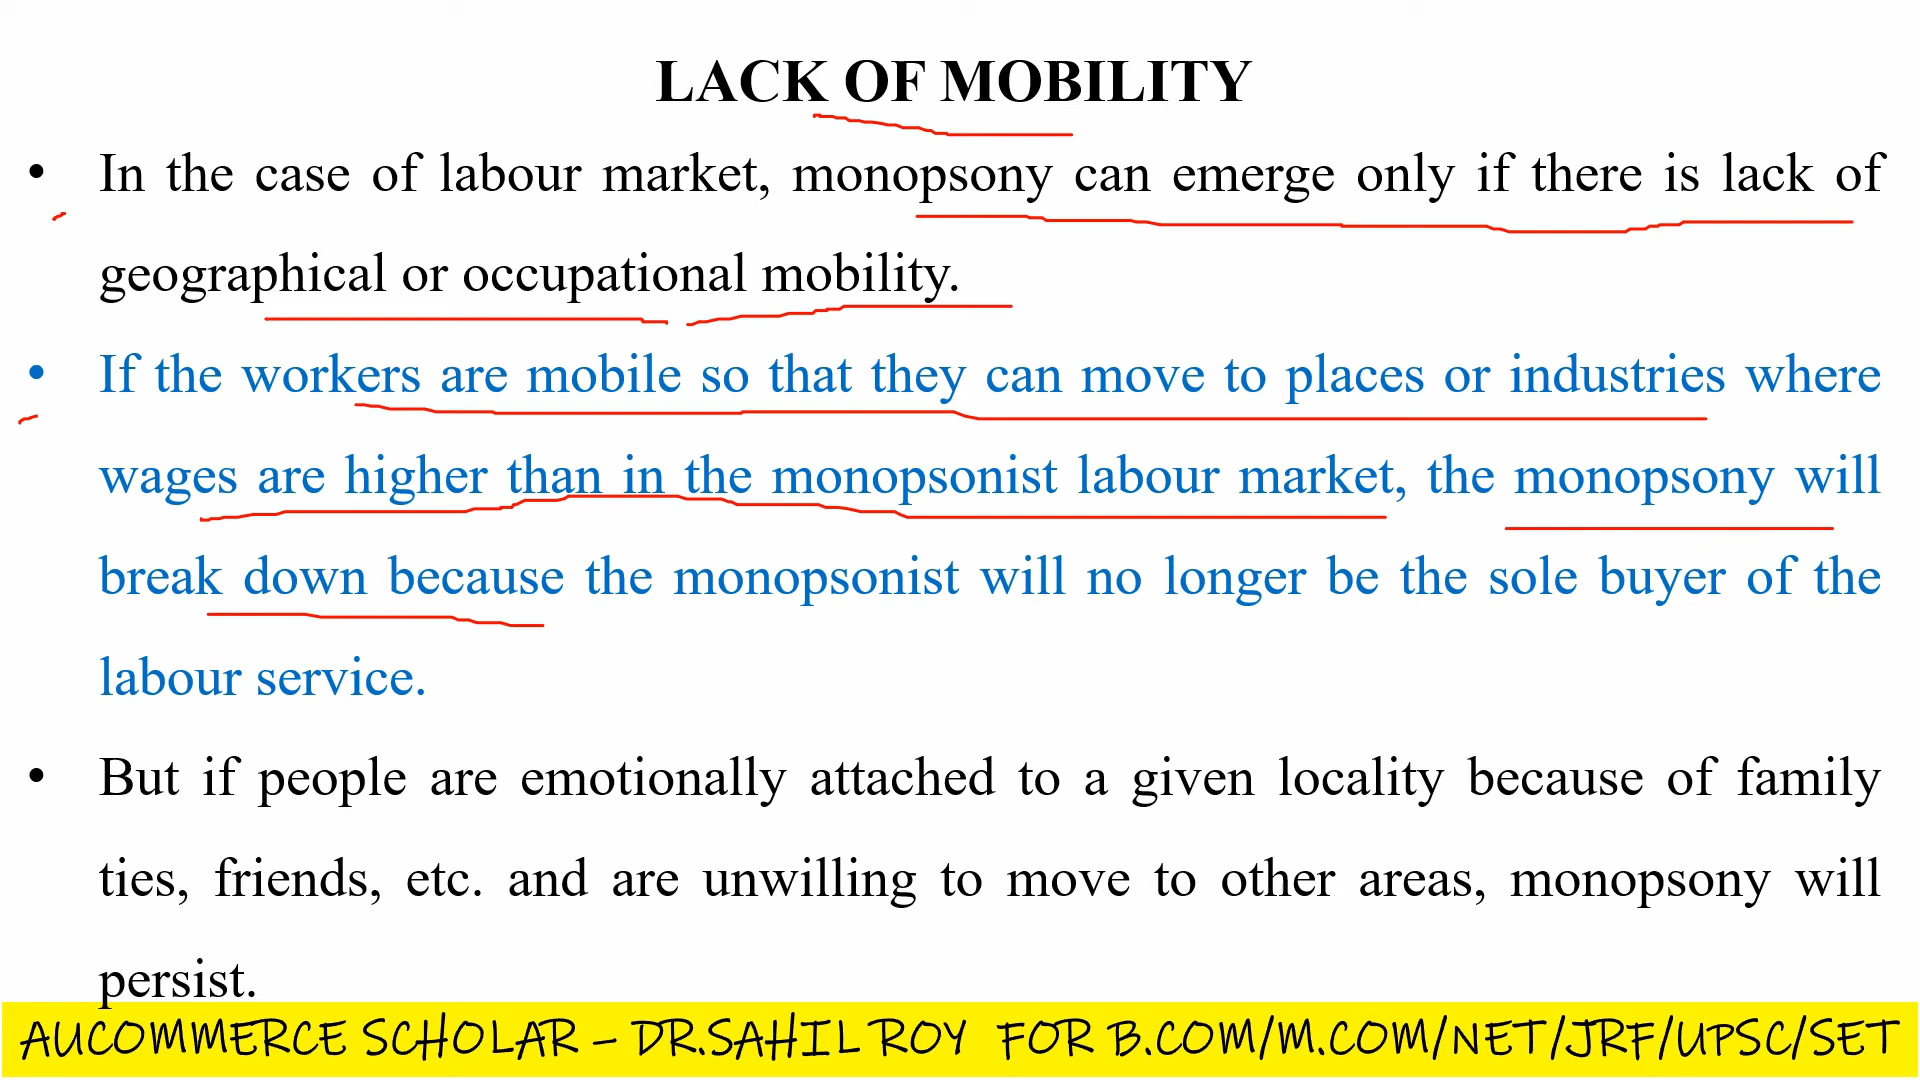 LACK OF MOBILITY
• In the case of labour market, monopsony can emerge only if there is lack of
geographical or occupational mobility.
• If the workers are mobile so that they can move to places or industries where
wages are higher than in the monopsonist labour market, the monopsony will
break down because the monopsonist will no longer be the sole buyer of the
labour service.
• But if people are emotionally attached to a given locality because of family
ties, friends, etc. and are unwilling to move to other areas, monopsony will
persist.
AUCOMMERCE SCHOLAR – DR.SAHIL ROY FOR B.COM/M.COM/NET/JRF/UPSC/SET